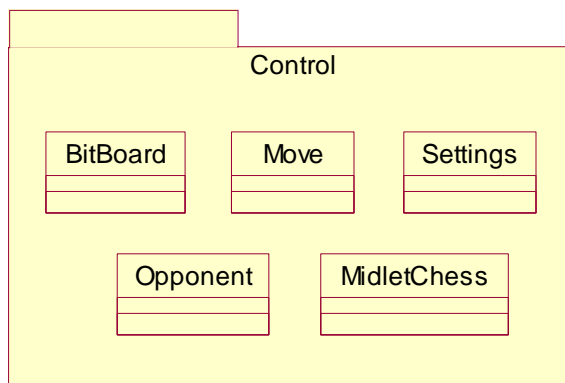 Control
BitBoard
Move
Settings
Opponent
MidletChess